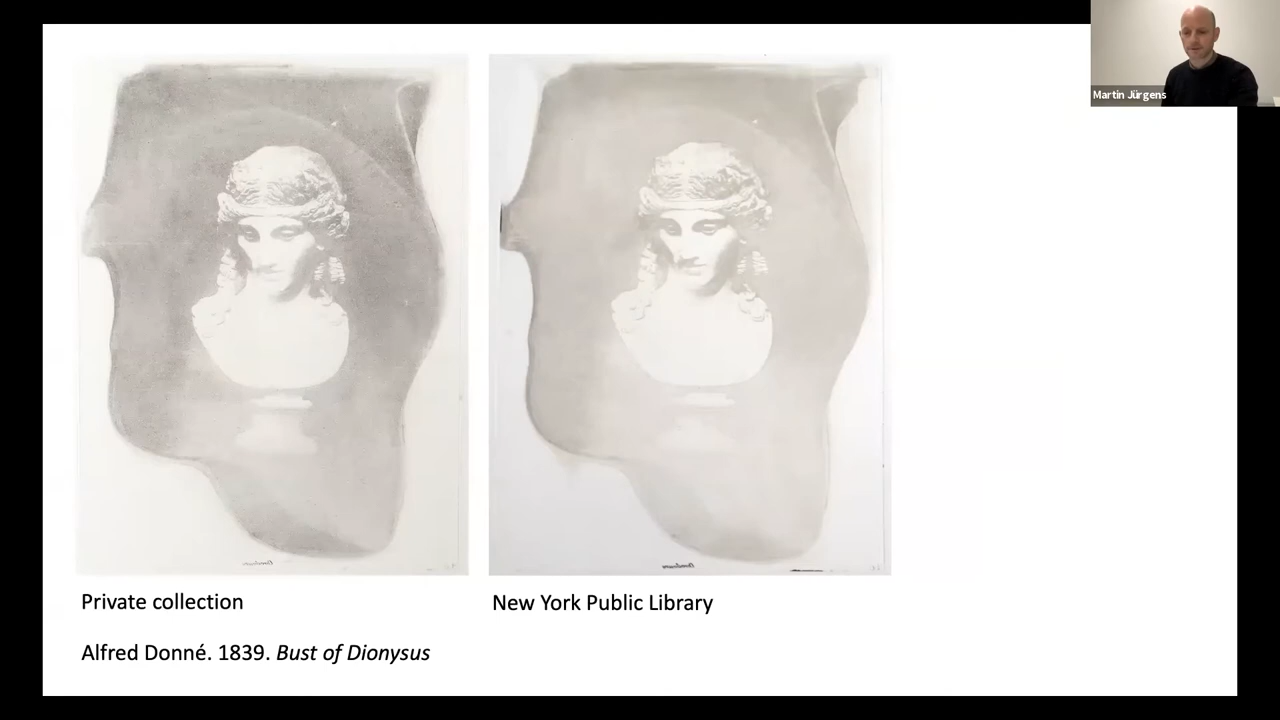 Martin Jürgens
Private collection
New York Public Library
Alfred Donné. 1839. Bust of Dionysus